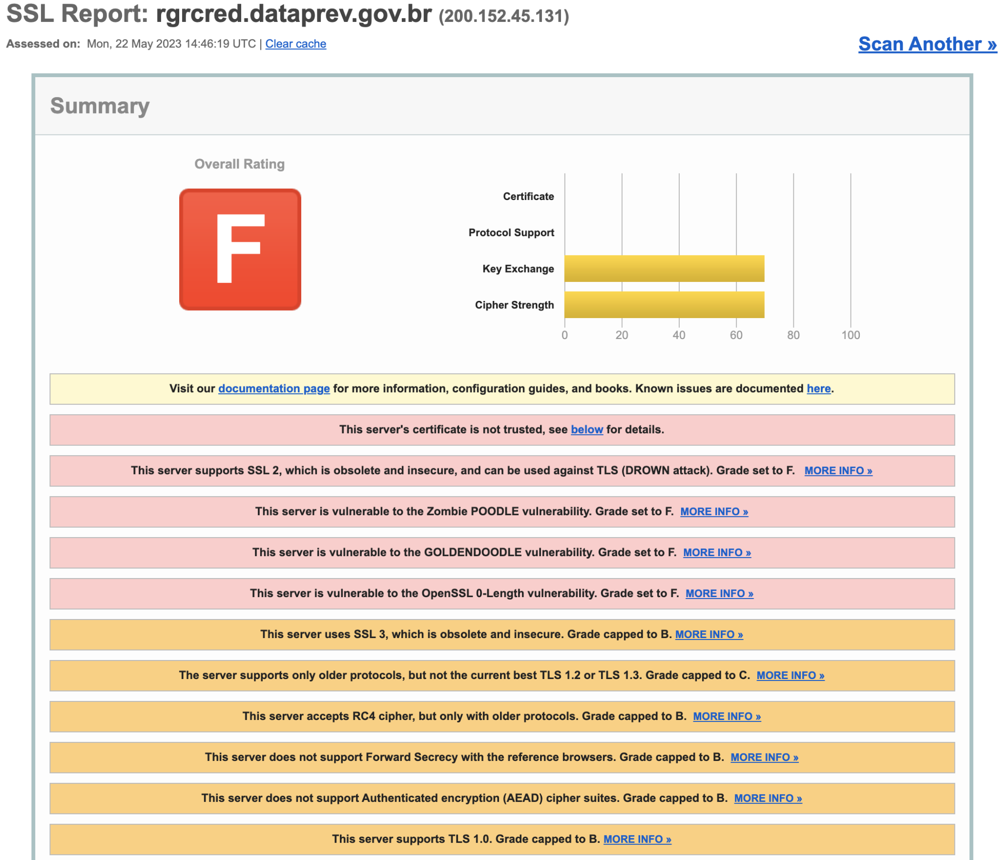 SSL Report: rgrcred.dataprev.gov.br (200.152.45.131)
Assessed on: Mon, 22 May 2023 14:46:19 UTC | Clear cache
Scan Another »
Summary
Overall Rating
F
Certificate
Protocol Support
Key Exchange
Cipher Strength
0 20 40 60 80 100
Visit our documentation page for more information, configuration guides, and books. Known issues are documented here.
This server's certificate is not trusted, see below for details.
This server supports SSL 2, which is obsolete and insecure, and can be used against TLS (DROWN attack). Grade set to F. MORE INFO »
This server is vulnerable to the Zombie POODLE vulnerability. Grade set to F. MORE INFO »
This server is vulnerable to the GOLDENDOODLE vulnerability. Grade set to F. MORE INFO »
This server is vulnerable to the OpenSSL 0-Length vulnerability. Grade set to F. MORE INFO »
This server uses SSL 3, which is obsolete and insecure. Grade capped to B. MORE INFO »
The server supports only older protocols, but not the current best TLS 1.2 or TLS 1.3. Grade capped to C. MORE INFO »
This server accepts RC4 cipher, but only with older protocols. Grade capped to B. MORE INFO »
This server does not support Forward Secrecy with the reference browsers. Grade capped to B. MORE INFO »
This server does not support Authenticated encryption (AEAD) cipher suites. Grade capped to B. MORE INFO »
This server supports TLS 1.0. Grade capped to B. MORE INFO »